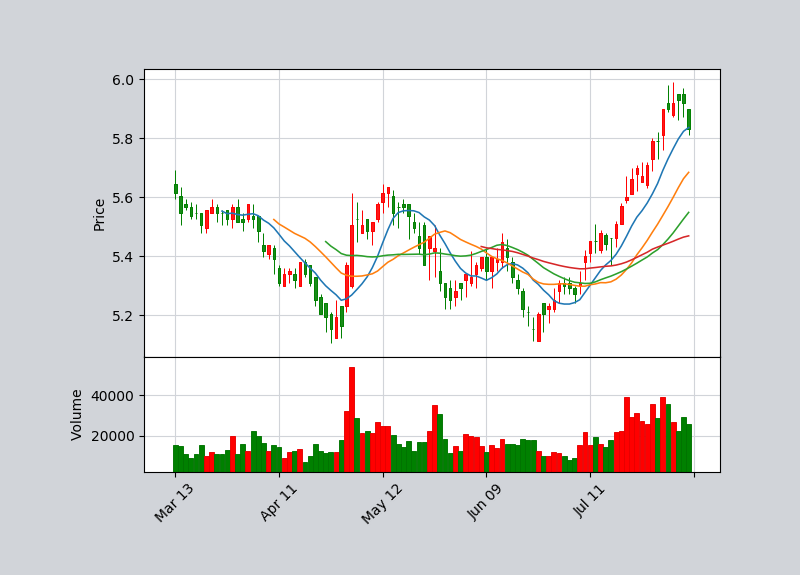 6.0
5.8
5.6
5.4
5.2
Price
40000
20000
Volume
Mar 13
Apr 11
May 12
Jun 09
Jul 11